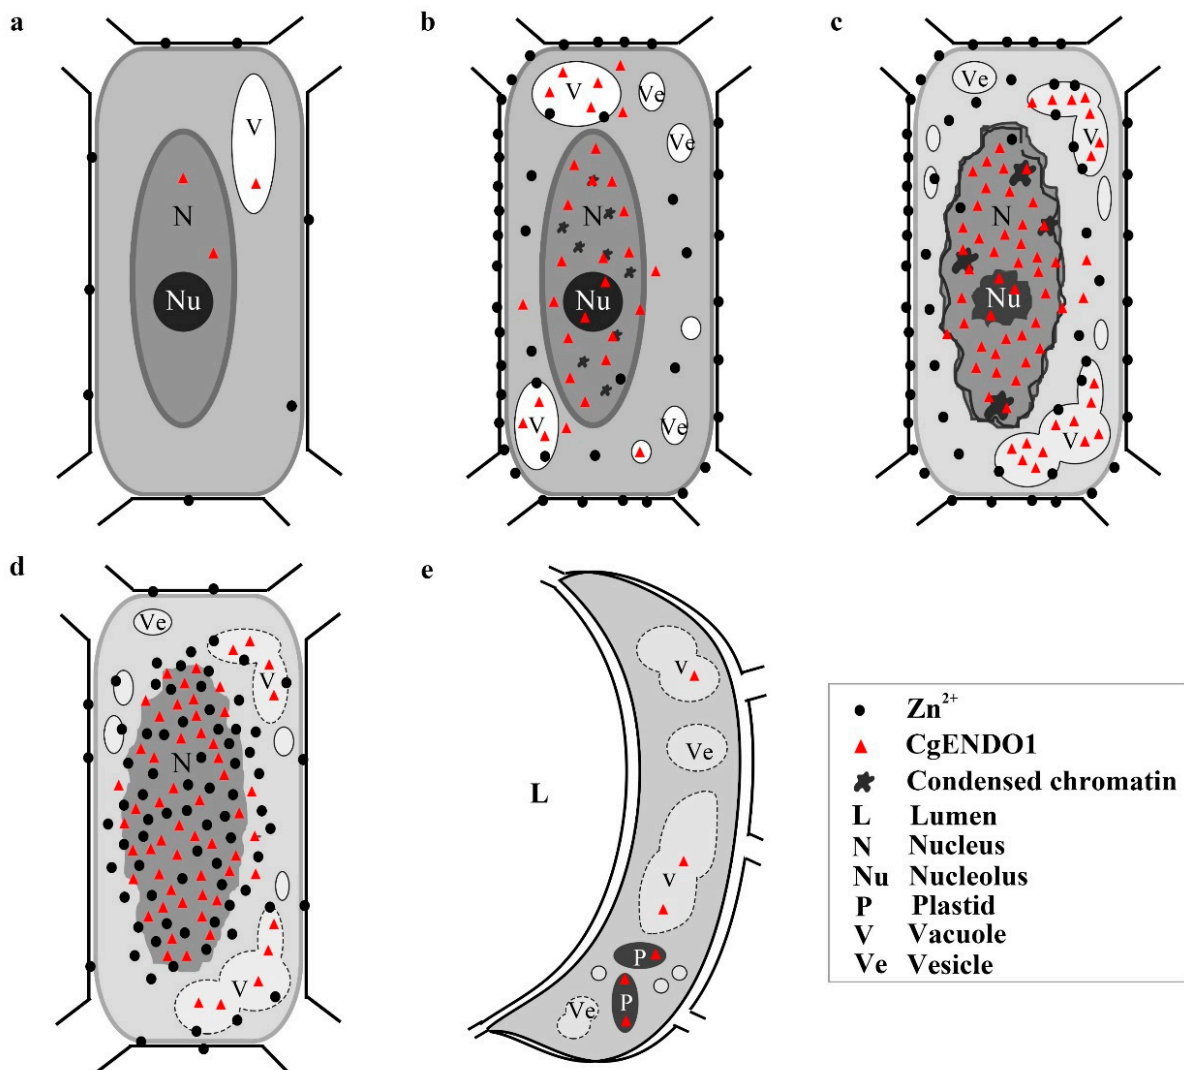 a
V
N
Nu
b
V
Ve
Ve
N
Nu
V
Ve
c
Ve
V
N
Nu
V
d
Ve
V
N
V
e
V
Ve
L
V
P
P
Ve
Zn²⁺
CgENDO1
Condensed chromatin
L Lumen
N Nucleus
Nu Nucleolus
P Plastid
V Vacuole
Ve Vesicle